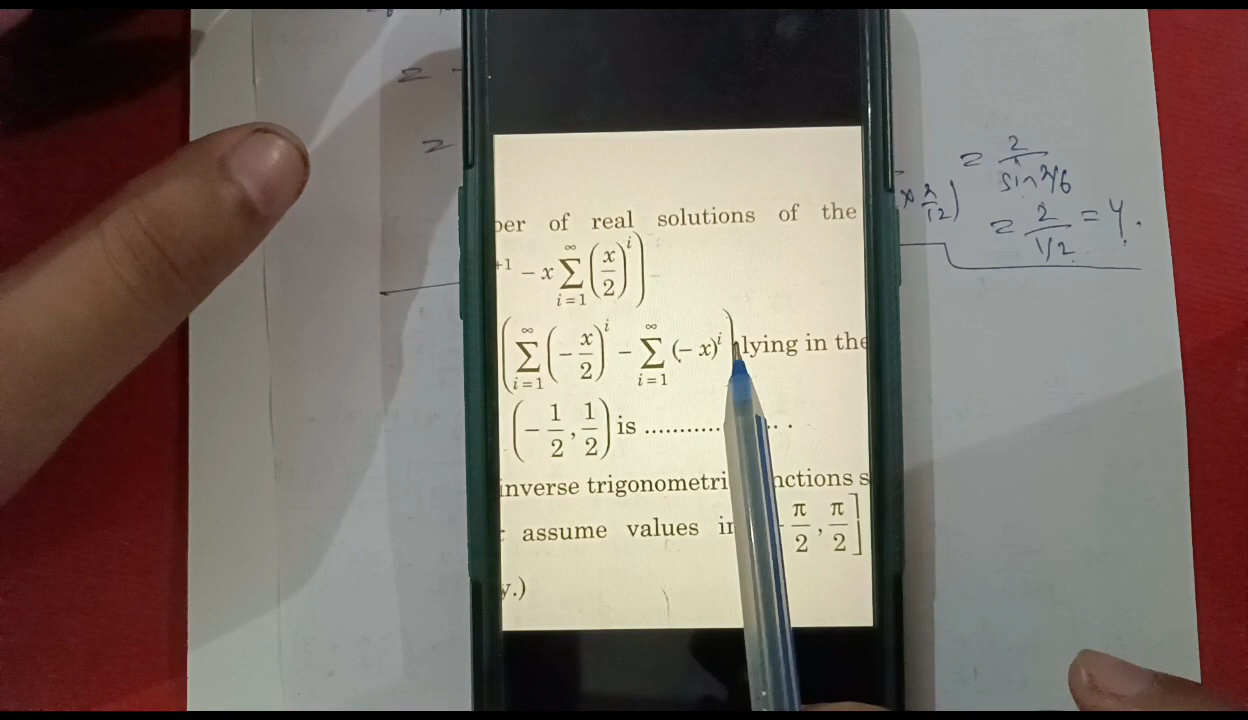 per of real solutions of the
+1 − x ∑_{i=1}^{∞} (x/2)^i)
(∑_{i=1}^{∞} (−x/2)^i − ∑_{i=1}^{∞} (−x)^i) lying in the
(−1/2, 1/2) is ...............
inverse trigonometri nctions s
assume values in π/2, π/2]
y.)
= 2/sin π/6
= 2/(1/2) = 4.